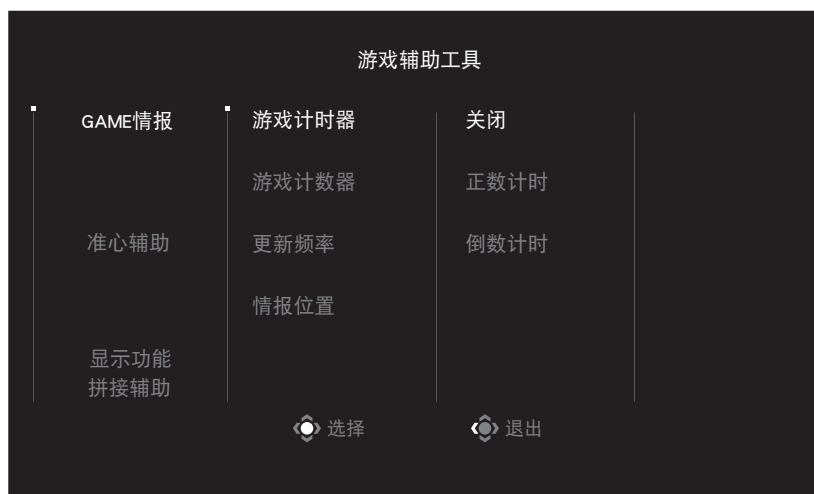 游戏辅助工具
GAME情报
游戏计时器
关闭
游戏计数器
正数计时
准心辅助
更新频率
倒数计时
情报位置
显示功能
拼接辅助
选择
退出